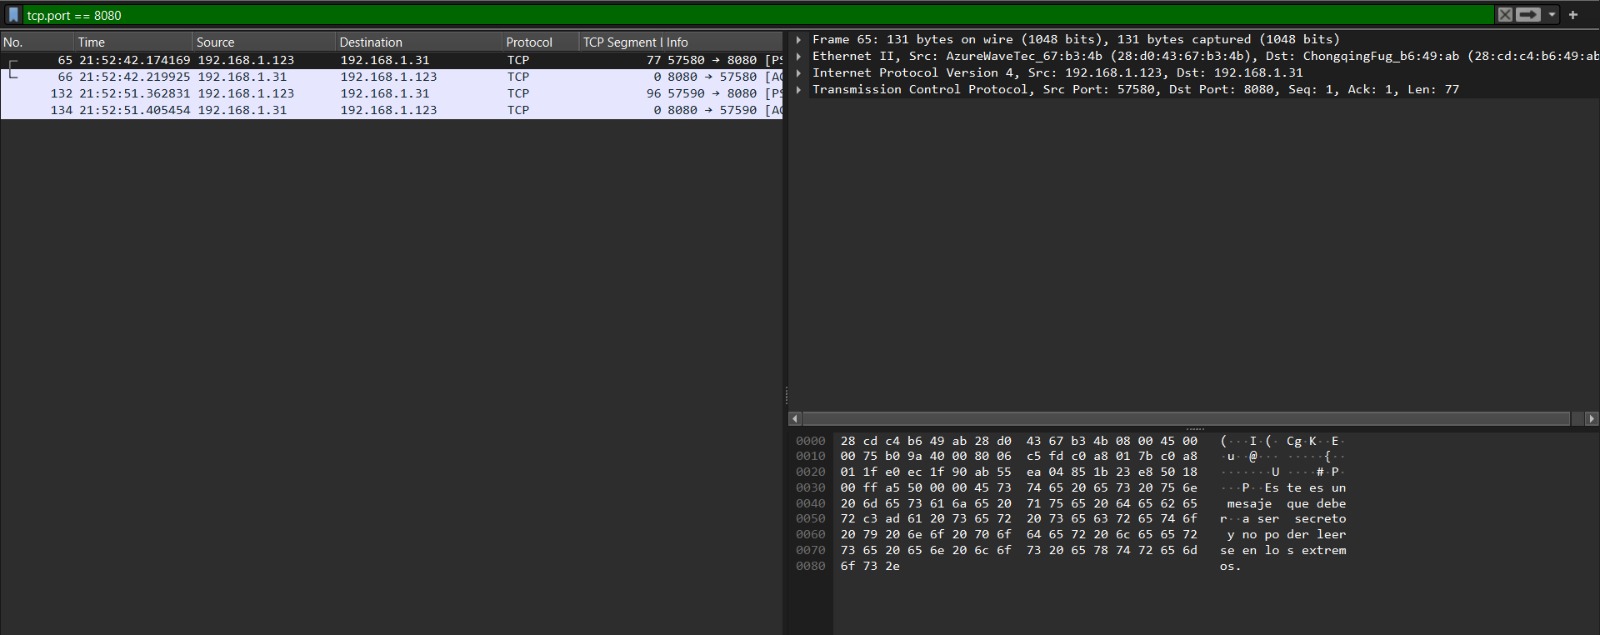 tcp.port == 8080
No. Time Source Destination Protocol TCP Segment l Info
65 21:52:42.174169 192.168.1.123 192.168.1.31 TCP 77 57580 → 8080 [PS
66 21:52:42.219925 192.168.1.31 192.168.1.123 TCP 0 8080 → 57580 [AC
132 21:52:51.362831 192.168.1.123 192.168.1.31 TCP 96 57590 → 8080 [PS
134 21:52:51.405454 192.168.1.31 192.168.1.123 TCP 0 8080 → 57590 [AC
Frame 65: 131 bytes on wire (1048 bits), 131 bytes captured (1048 bits)
Ethernet II, Src: AzureWaveTec_67:b3:4b (28:d0:43:67:b3:4b), Dst: ChongqingFug_b6:49:ab (28:cd:c4:b6:49:ab
Internet Protocol Version 4, Src: 192.168.1.123, Dst: 192.168.1.31
Transmission Control Protocol, Src Port: 57580, Dst Port: 8080, Seq: 1, Ack: 1, Len: 77
0000 28 cd c4 b6 49 ab 28 d0 43 67 b3 4b 08 00 45 00 (···I·(· Cg·K··E·
0010 00 75 b0 9a 40 00 80 06 c5 fd c0 a8 01 7b c0 a8 ·u··@··· ·····{··
0020 01 1f e0 ec 1f 90 ab 55 ea 04 85 1b 23 e8 50 18 ·······U ····#·P·
0030 00 ff a5 50 00 00 45 73 74 65 20 65 73 20 75 6e ···P··Es te es un
0040 20 6d 65 73 61 6a 65 20 71 75 65 20 64 65 62 65 mesaje que debe
0050 72 c3 ad 61 20 73 65 72 20 73 65 63 72 65 74 6f r··a ser secreto
0060 20 79 20 6e 6f 20 70 6f 64 65 72 20 6c 65 65 72 y no po der leer
0070 73 65 20 65 6e 20 6c 6f 73 20 65 78 74 72 65 6d se en lo s extrem
0080 6f 73 2e os.